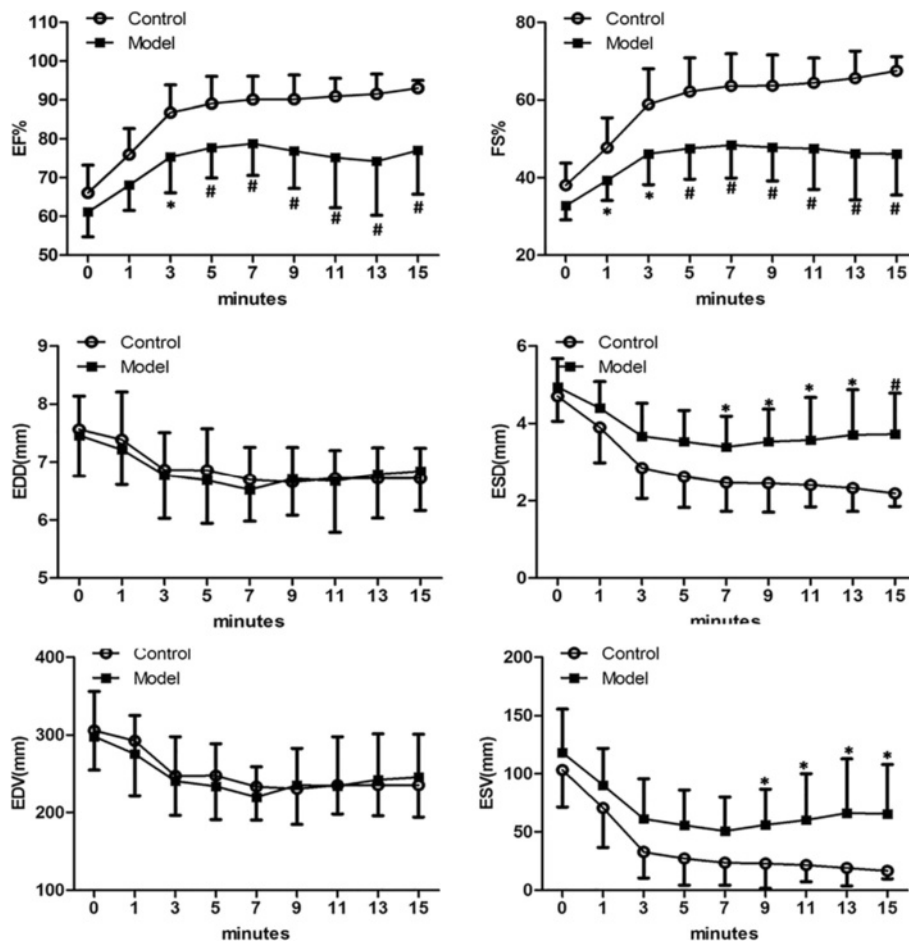 Control
Model
EF%
110
100
90
80
70
60
50
* # # # # # #
0 1 3 5 7 9 11 13 15
minutes
Control
Model
FS%
80
60
40
20
* * # # # # # #
0 1 3 5 7 9 11 13 15
minutes
Control
Model
EDD(mm)
9
8
7
6
5
0 1 3 5 7 9 11 13 15
minutes
Control
Model
ESD(mm)
6
4
2
0
* * * * #
0 1 3 5 7 9 11 13 15
minutes
Control
Model
EDV(mm)
400
300
200
100
0 1 3 5 7 9 11 13 15
minutes
Control
Model
ESV(mm)
200
150
100
50
0
* * * *
0 1 3 5 7 9 11 13 15
minutes